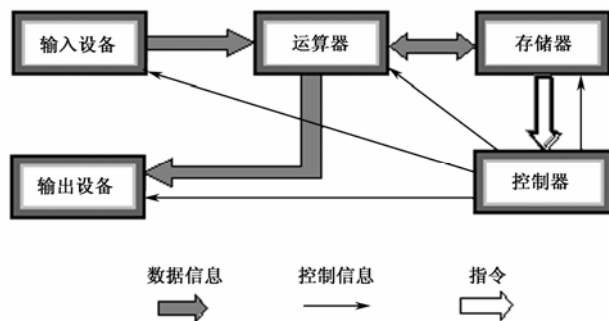 输入设备
运算器
存储器
输出设备
控制器
数据信息
控制信息
指令